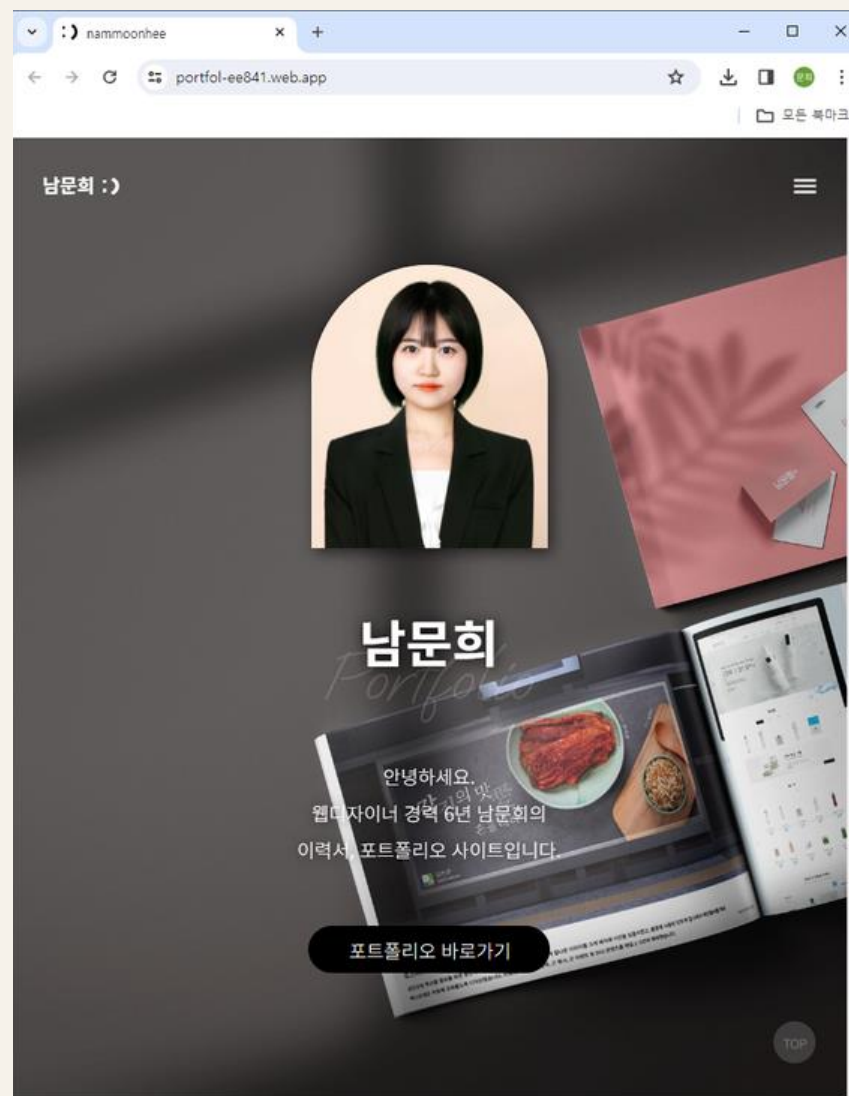 :) nammoonhee
portfol-ee841.web.app
문희
모든 북마크
남문희 :)
남문희
Portfolio
안녕하세요.
웹디자이너 경력 6년 남문희의
이력서, 포트폴리오 사이트입니다.
포트폴리오 바로가기
TOP